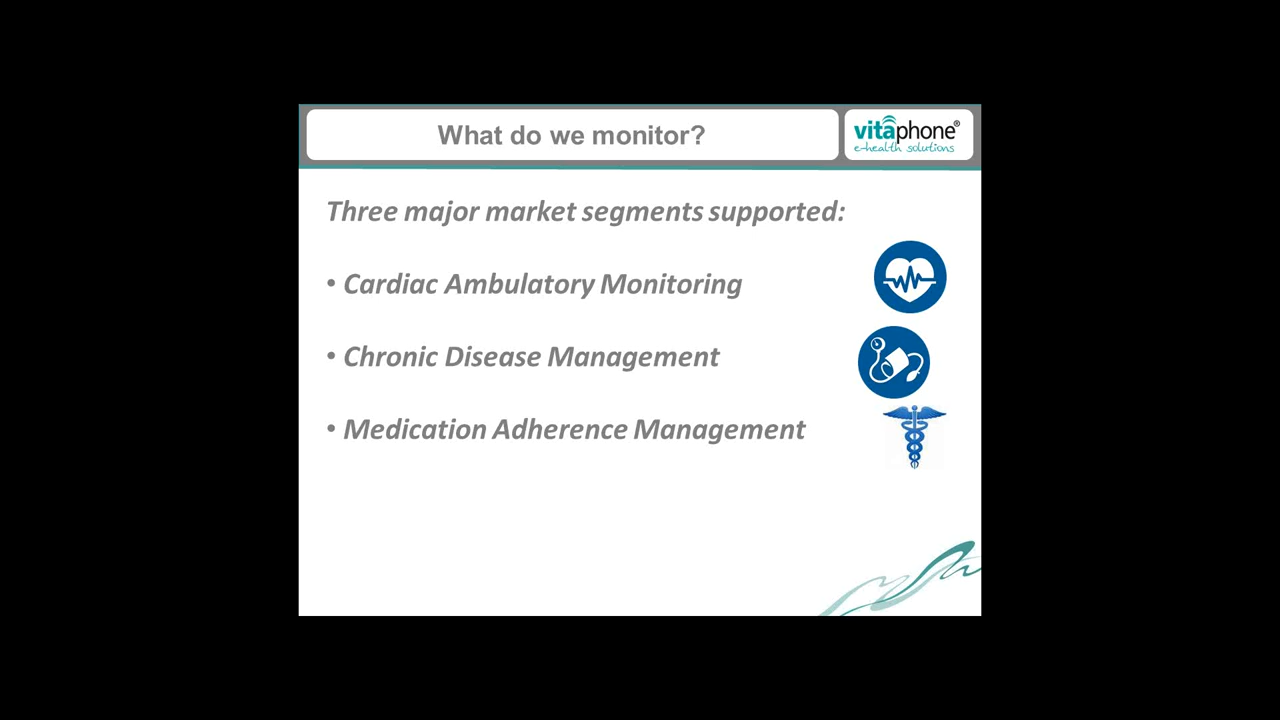 What do we monitor?
vitaphone®
e-health solutions
Three major market segments supported:
• Cardiac Ambulatory Monitoring
• Chronic Disease Management
• Medication Adherence Management